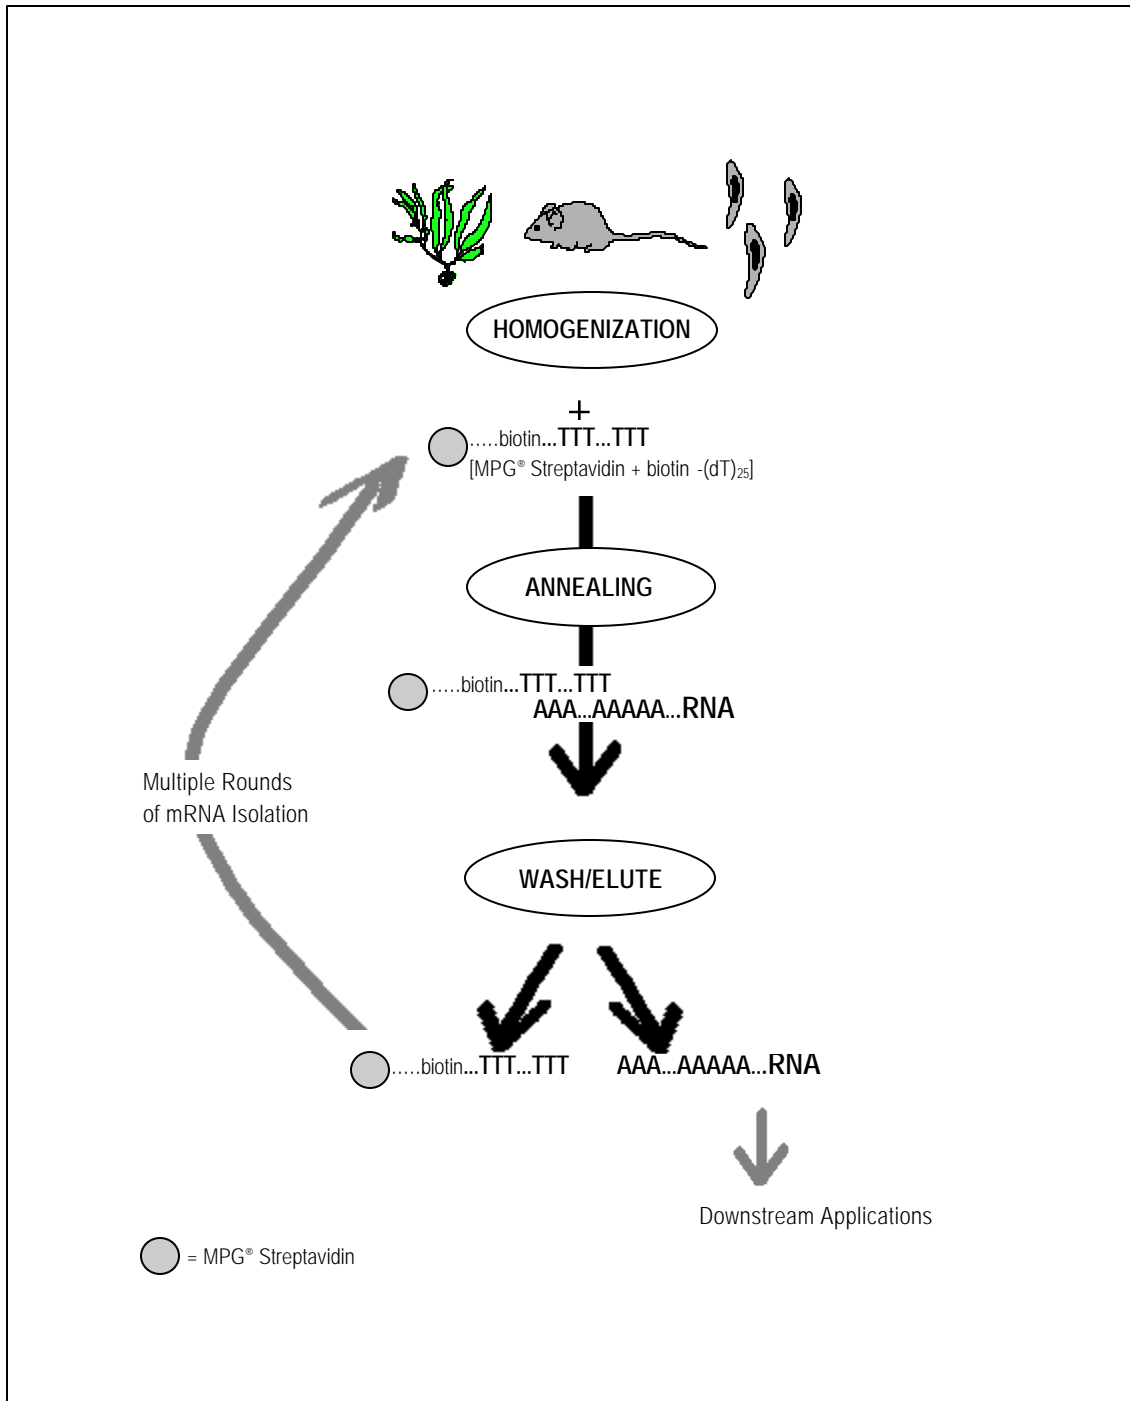 HOMOGENIZATION
+
.....biotin...TTT...TTT
[MPG® Streptavidin + biotin -(dT)25]
ANNEALING
.....biotin...TTT...TTT
AAA...AAAAA...RNA
Multiple Rounds
of mRNA Isolation
WASH/ELUTE
.....biotin...TTT...TTT AAA...AAAAA...RNA
Downstream Applications
= MPG® Streptavidin